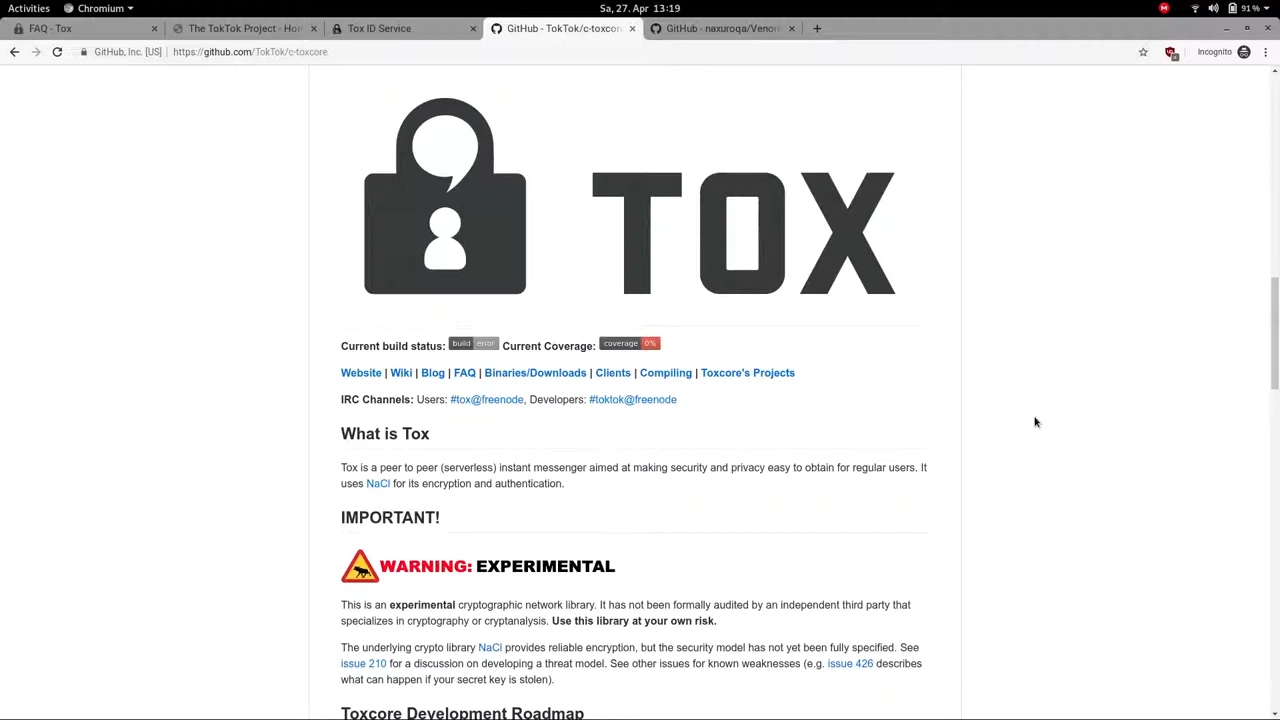 Activities Chromium Sa, 27. Apr 13:19 91%
FAQ - Tox The TokTok Project - Hor Tox ID Service GitHub - TokTok/c-toxcor GitHub - naxuroqa/Venor
GitHub, Inc. [US] https://github.com/TokTok/c-toxcore Incognito
TOX
Current build status: build error Current Coverage: coverage 0%
Website | Wiki | Blog | FAQ | Binaries/Downloads | Clients | Compiling | Toxcore's Projects
IRC Channels: Users: #tox@freenode, Developers: #toktok@freenode
What is Tox
Tox is a peer to peer (serverless) instant messenger aimed at making security and privacy easy to obtain for regular users. It
uses NaCl for its encryption and authentication.
IMPORTANT!
WARNING: EXPERIMENTAL
This is an experimental cryptographic network library. It has not been formally audited by an independent third party that
specializes in cryptography or cryptanalysis. Use this library at your own risk.
The underlying crypto library NaCl provides reliable encryption, but the security model has not yet been fully specified. See
issue 210 for a discussion on developing a threat model. See other issues for known weaknesses (e.g. issue 426 describes
what can happen if your secret key is stolen).
Toxcore Development Roadmap